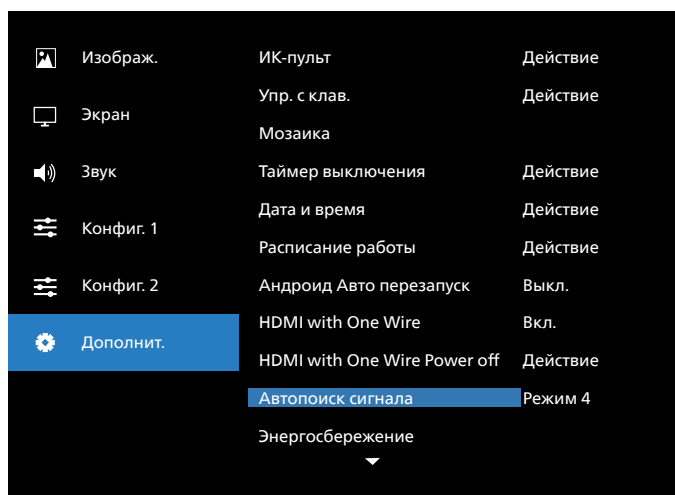 Изображ.
Экран
Звук
Конфиг. 1
Конфиг. 2
Дополнит.
ИК-пульт Действие
Упр. с клав. Действие
Мозаика
Таймер выключения Действие
Дата и время Действие
Расписание работы Действие
Андроид Авто перезапуск Выкл.
HDMI with One Wire Вкл.
HDMI with One Wire Power off Действие
Автопоиск сигнала Режим 4
Энергосбережение